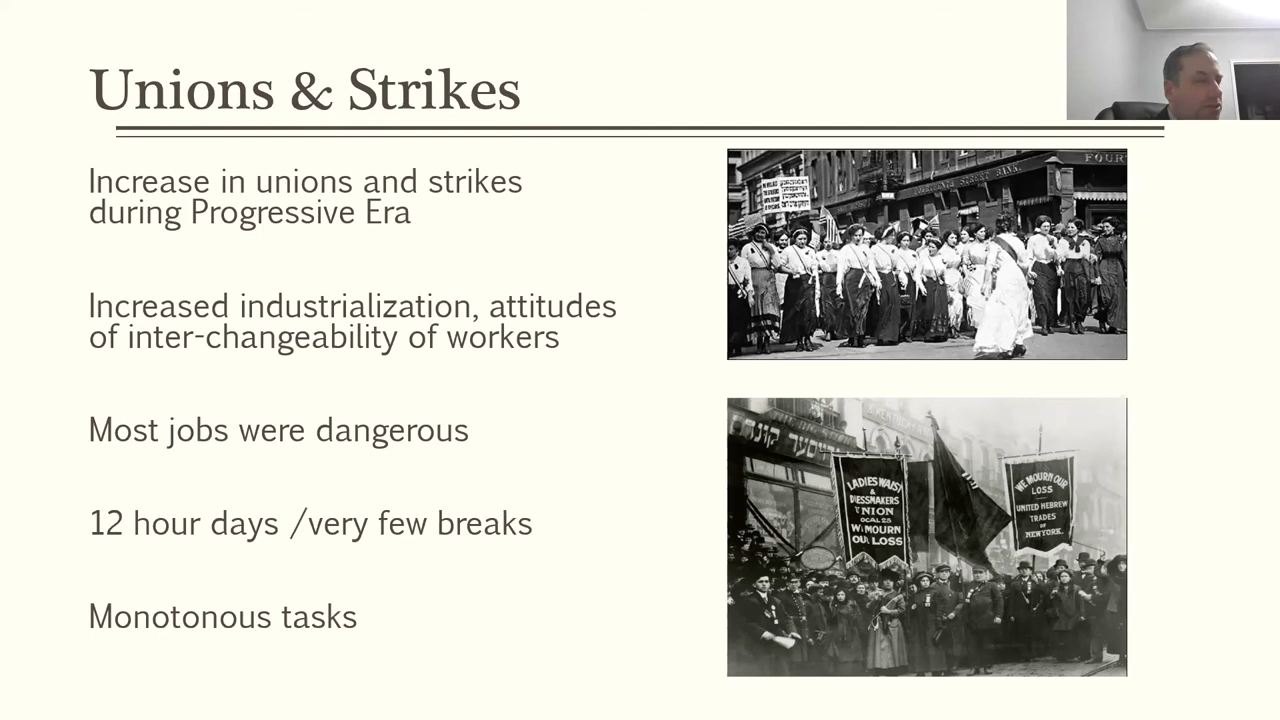 Unions & Strikes
Increase in unions and strikes
during Progressive Era
Increased industrialization, attitudes
of inter-changeability of workers
Most jobs were dangerous
12 hour days /very few breaks
Monotonous tasks
FOUR
BANK
LADIES WAIST
&
DRESSMAKERS
UNION
LOCAL 25
WE MOURN
OUR LOSS
WE MOURN OUR
LOSS
UNITED HEBREW
TRADES
OF
NEW YORK.